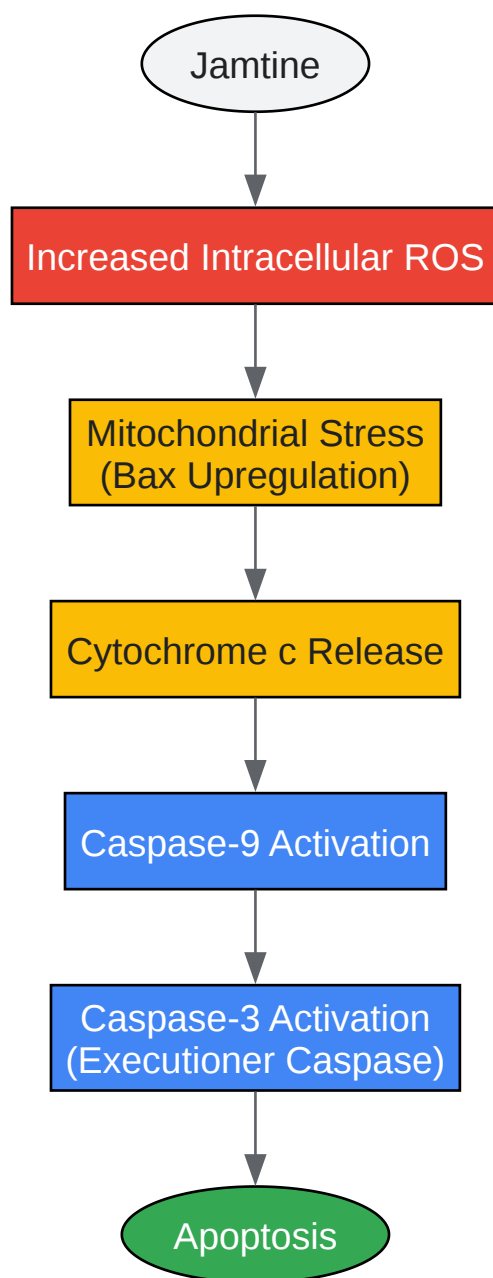 Jamtine
Increased Intracellular ROS
Mitochondrial Stress
(Bax Upregulation)
Cytochrome c Release
Caspase-9 Activation
Caspase-3 Activation
(Executioner Caspase)
Apoptosis